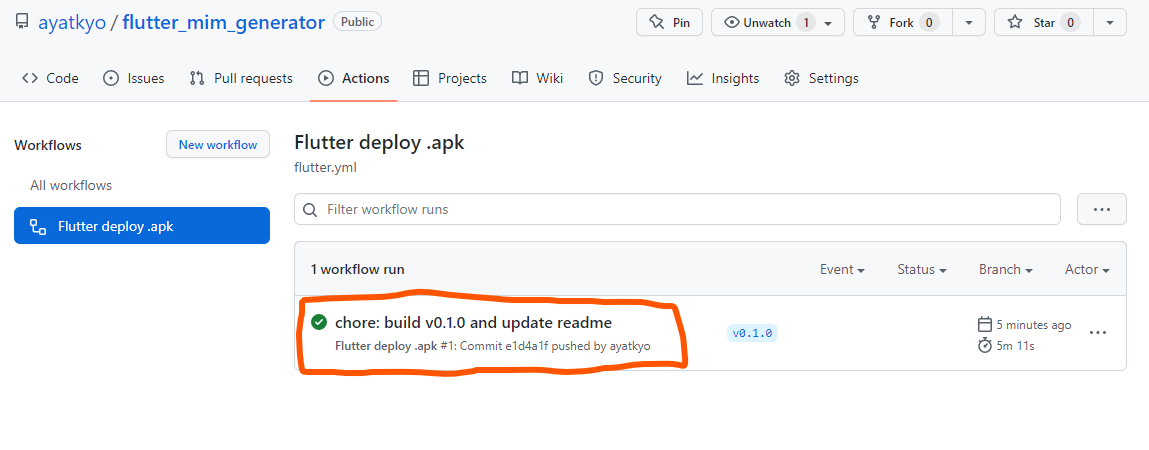 ayatkyo / flutter_mim_generator Public
Pin
Unwatch 1
Fork 0
Star 0
Code
Issues
Pull requests
Actions
Projects
Wiki
Security
Insights
Settings
Workflows
New workflow
All workflows
Flutter deploy .apk
Flutter deploy .apk
flutter.yml
Filter workflow runs
1 workflow run
Event
Status
Branch
Actor
chore: build v0.1.0 and update readme
Flutter deploy .apk #1: Commit e1d4a1f pushed by ayatkyo
v0.1.0
5 minutes ago
5m 11s